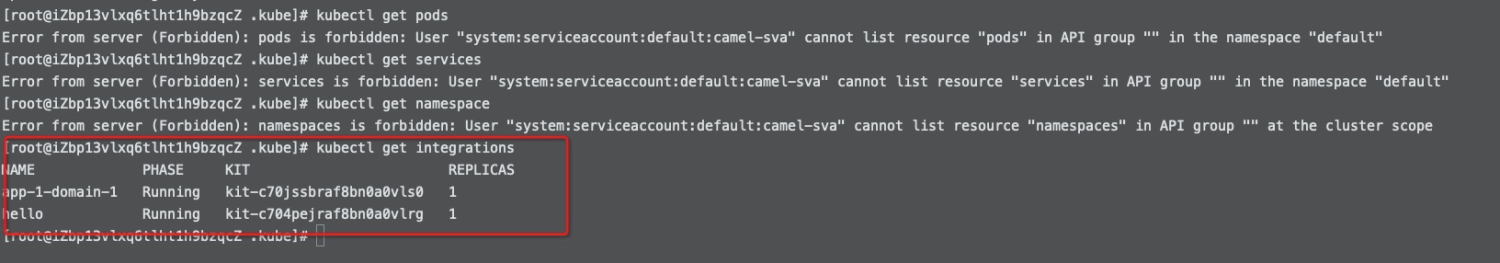 [root@iZbp13vlxq6tlht1h9bzqcZ .kube]# kubectl get pods
Error from server (Forbidden): pods is forbidden: User "system:serviceaccount:default:camel-sva" cannot list resource "pods" in API group "" in the namespace "default"
[root@iZbp13vlxq6tlht1h9bzqcZ .kube]# kubectl get services
Error from server (Forbidden): services is forbidden: User "system:serviceaccount:default:camel-sva" cannot list resource "services" in API group "" in the namespace "default"
[root@iZbp13vlxq6tlht1h9bzqcZ .kube]# kubectl get namespace
Error from server (Forbidden): namespaces is forbidden: User "system:serviceaccount:default:camel-sva" cannot list resource "namespaces" in API group "" at the cluster scope
[root@iZbp13vlxq6tlht1h9bzqcZ .kube]# kubectl get integrations
NAME PHASE KIT REPLICAS
app-1-domain-1 Running kit-c70jssbraf8bn0a0vls0 1
hello Running kit-c704pejraf8bn0a0vlrg 1
[root@iZbp13vlxq6tlht1h9bzqcZ .kube]#